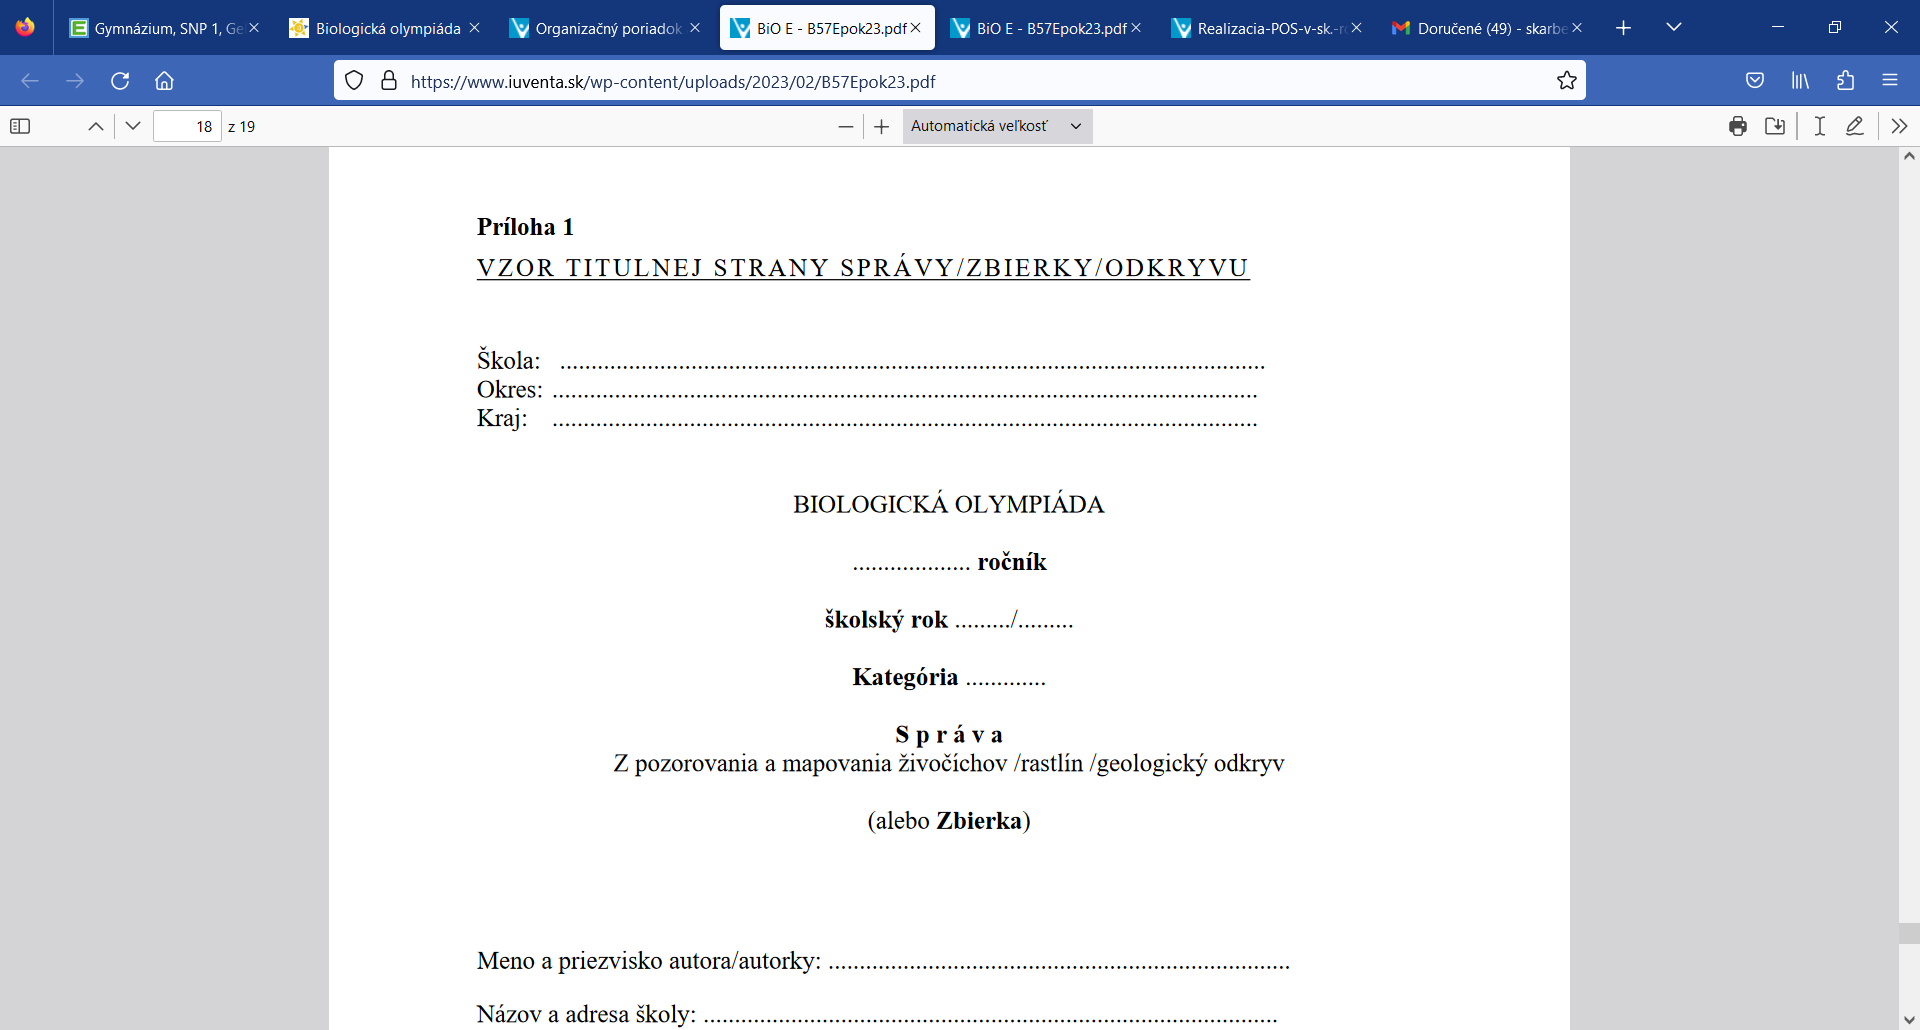 Gymnázium, SNP 1, Ge
Biologická olympiáda
Organizačný poriadok
BiO E - B57Epok23.pdf
BiO E - B57Epok23.pdf
Realizacia-POS-v-sk.-r
Doručené (49) - skarbe
https://www.iuventa.sk/wp-content/uploads/2023/02/B57Epok23.pdf
18 z 19
Automatická veľkosť
Príloha 1
VZOR TITULNEJ STRANY SPRÁVY/ZBIERKY/ODKRYVU
Škola: .................................................................................................................
Okres: .................................................................................................................
Kraj: .................................................................................................................
BIOLOGICKÁ OLYMPIÁDA
................... ročník
školský rok ........./.........
Kategória .............
S p r á v a
Z pozorovania a mapovania živočíchov /rastlín /geologický odkryv
(alebo Zbierka)
Meno a priezvisko autora/autorky: ..........................................................................
Názov a adresa školy: ............................................................................................